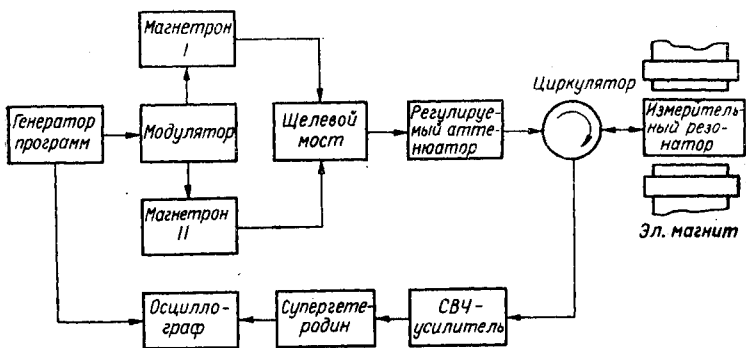 Магнетрон
I
Циркулятор
Генератор
программ
Модулятор
Щелевой
мост
Регулируе-
мый атте-
нюатор
Измеритель-
ный резо-
натор
Магнетрон
II
Эл. магнит
Осцилло-
граф
Супергете-
родин
СВЧ-
усилитель